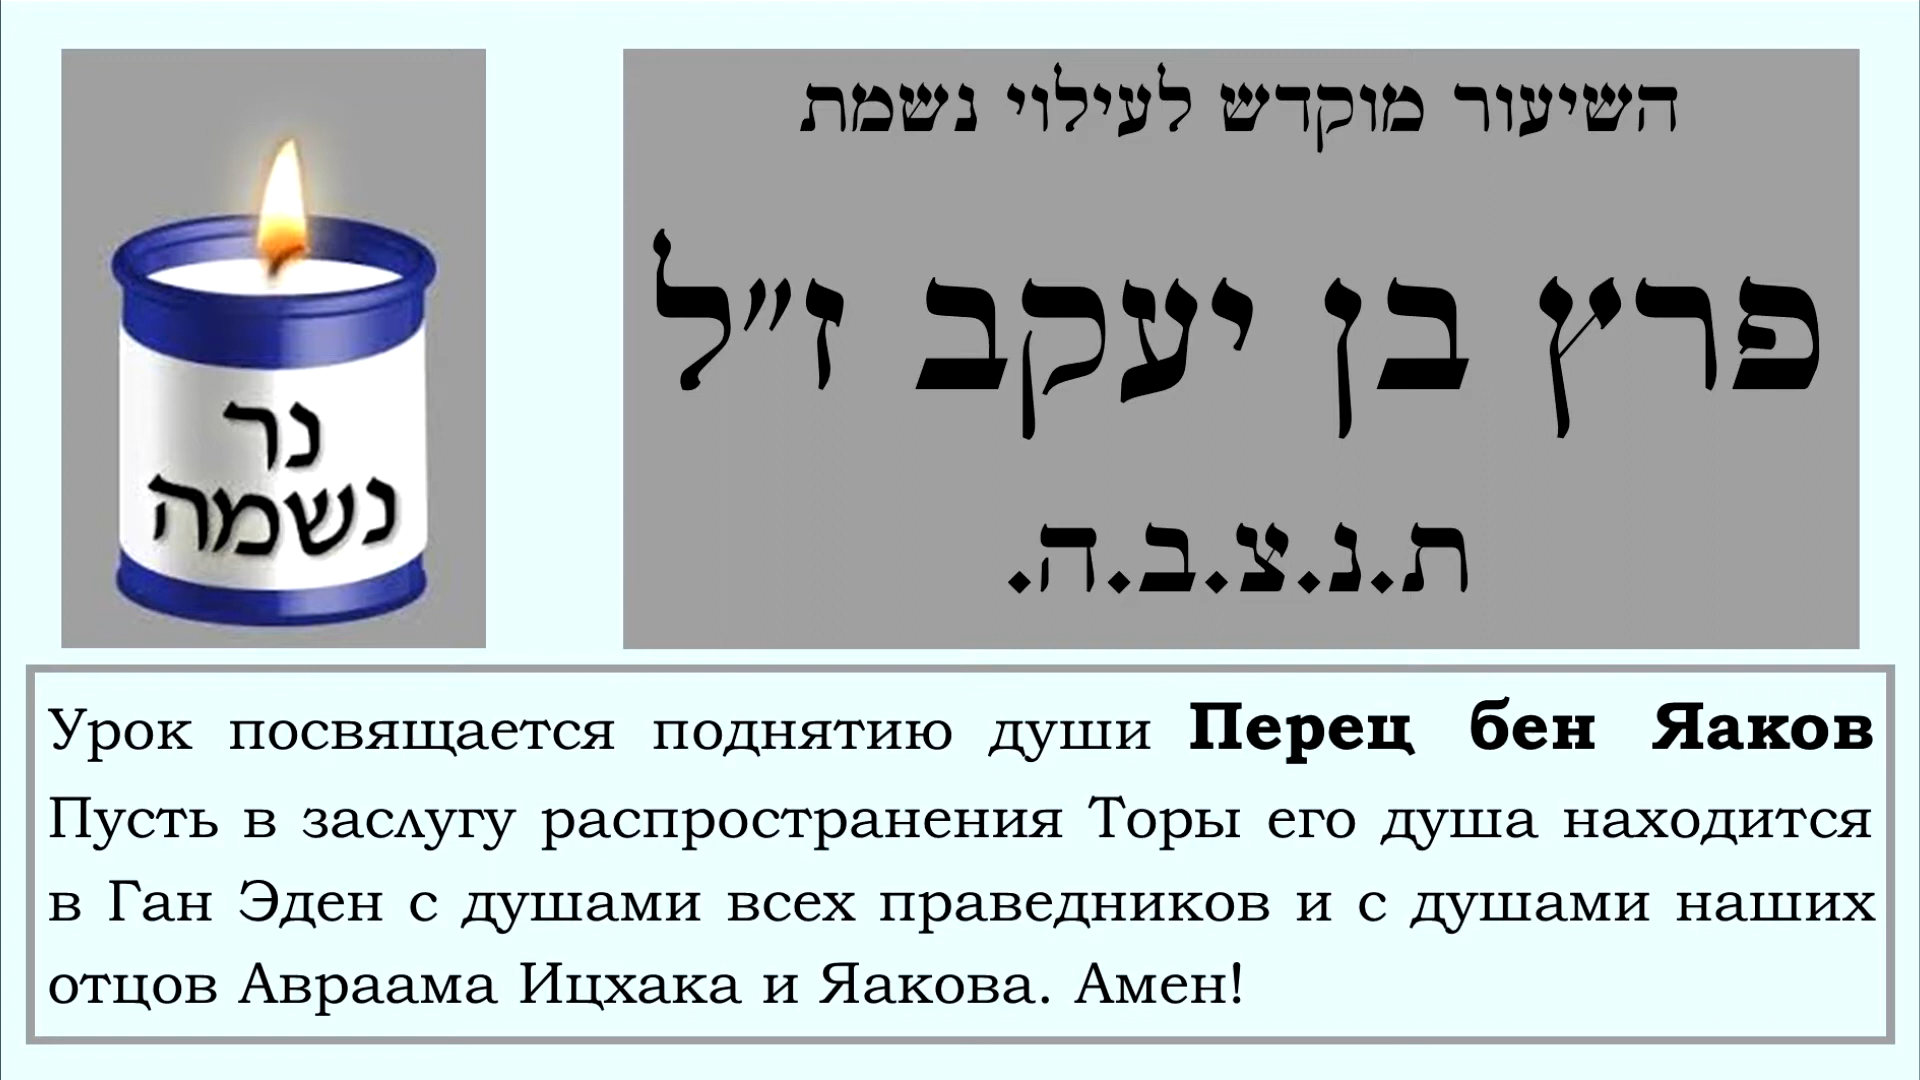 נר
נשמה
השיעור מוקדש לעילוי נשמת
פרץ בן יעקב ז"ל
ת.נ.צ.ב.ה.
Урок посвящается поднятию души Перец бен Яаков
Пусть в заслугу распространения Торы его душа находится
в Ган Эден с душами всех праведников и с душами наших
отцов Авраама Ицхака и Яакова. Амен!